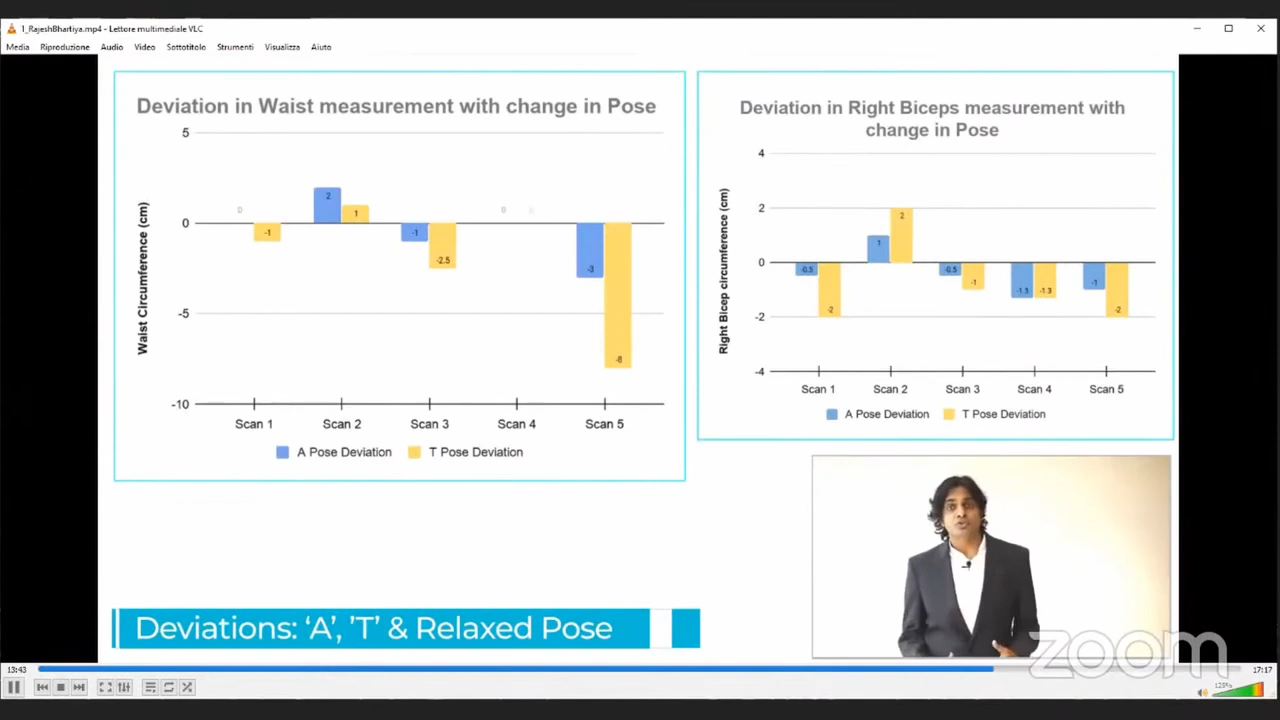 1_RajeshBhartiya.mp4 - Lettore multimediale VLC
Media Riproduzione Audio Video Sottotitolo Strumenti Visualizza Aiuto
Deviation in Waist measurement with change in Pose
Waist Circumference (cm)
5
0
-5
-10
0
-1
2
1
-1
-2.5
0
0
-3
-8
Scan 1 Scan 2 Scan 3 Scan 4 Scan 5
A Pose Deviation T Pose Deviation
Deviation in Right Biceps measurement with
change in Pose
Right Bicep circumference (cm)
4
2
0
-2
-4
-0.5
-2
1
2
-0.5
-1
-1.3
-1.3
-1
-2
Scan 1 Scan 2 Scan 3 Scan 4 Scan 5
A Pose Deviation T Pose Deviation
Deviations: ‘A’, ’T’ & Relaxed Pose
zoom
13:43
17:17
125%